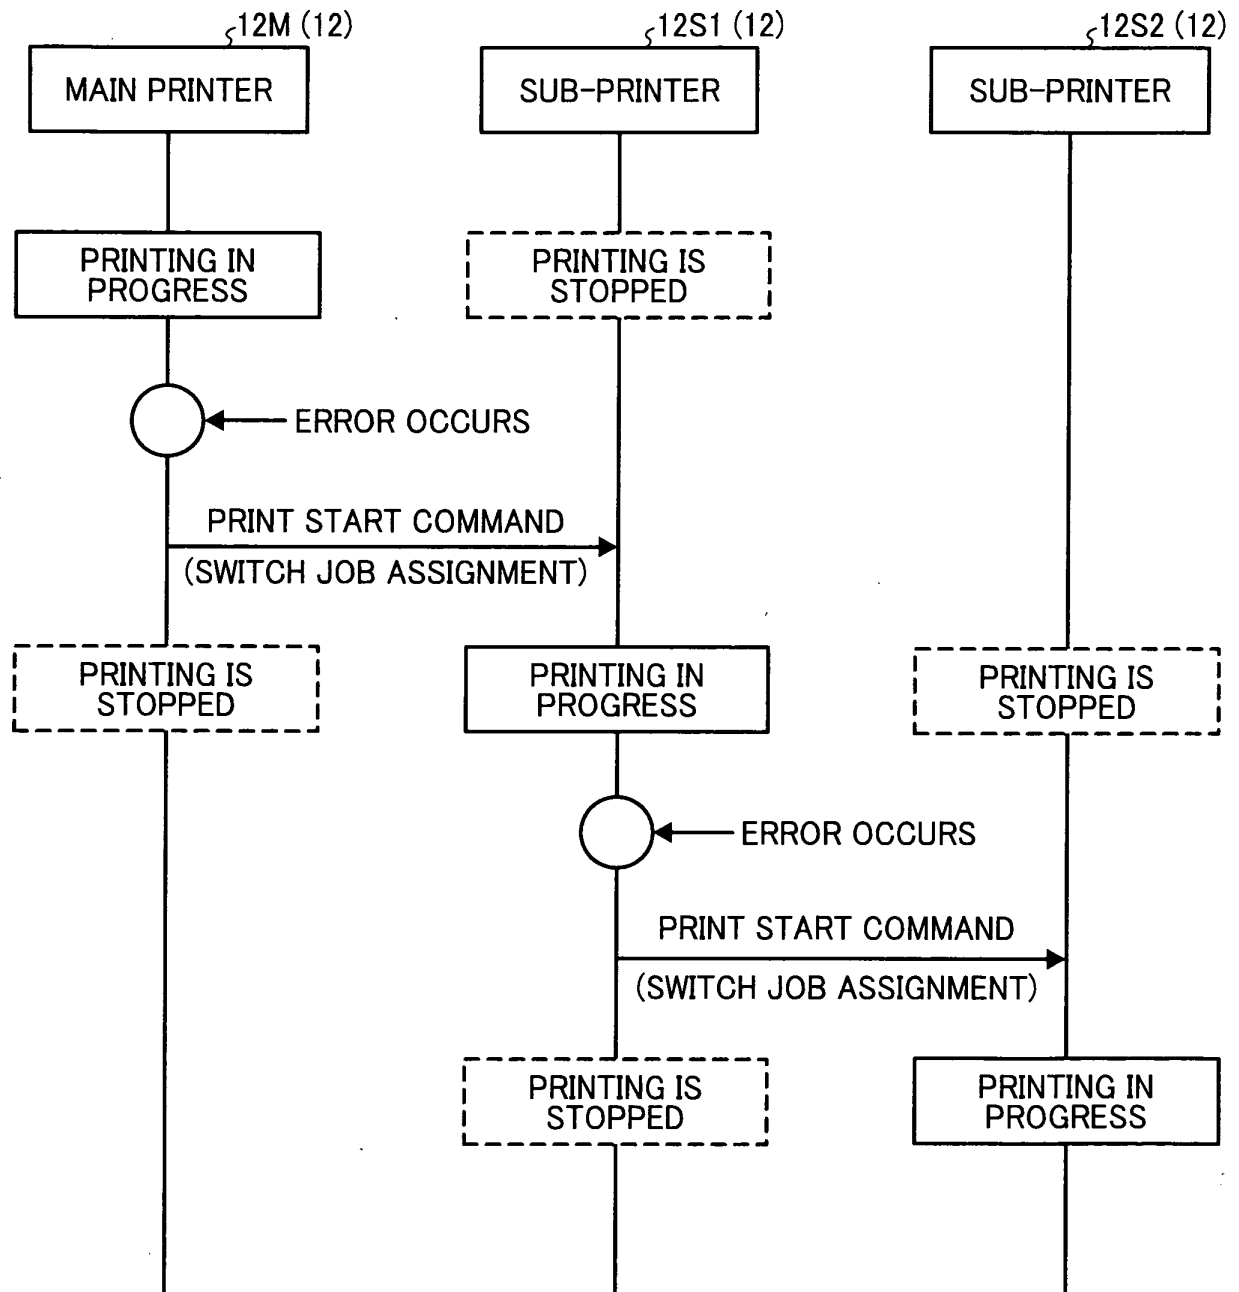 12M (12)
12S1 (12)
12S2 (12)
MAIN PRINTER
SUB-PRINTER
SUB-PRINTER
PRINTING IN
PROGRESS
PRINTING IS
STOPPED
ERROR OCCURS
PRINT START COMMAND
(SWITCH JOB ASSIGNMENT)
PRINTING IS
STOPPED
PRINTING IN
PROGRESS
PRINTING IS
STOPPED
ERROR OCCURS
PRINT START COMMAND
(SWITCH JOB ASSIGNMENT)
PRINTING IS
STOPPED
PRINTING IN
PROGRESS